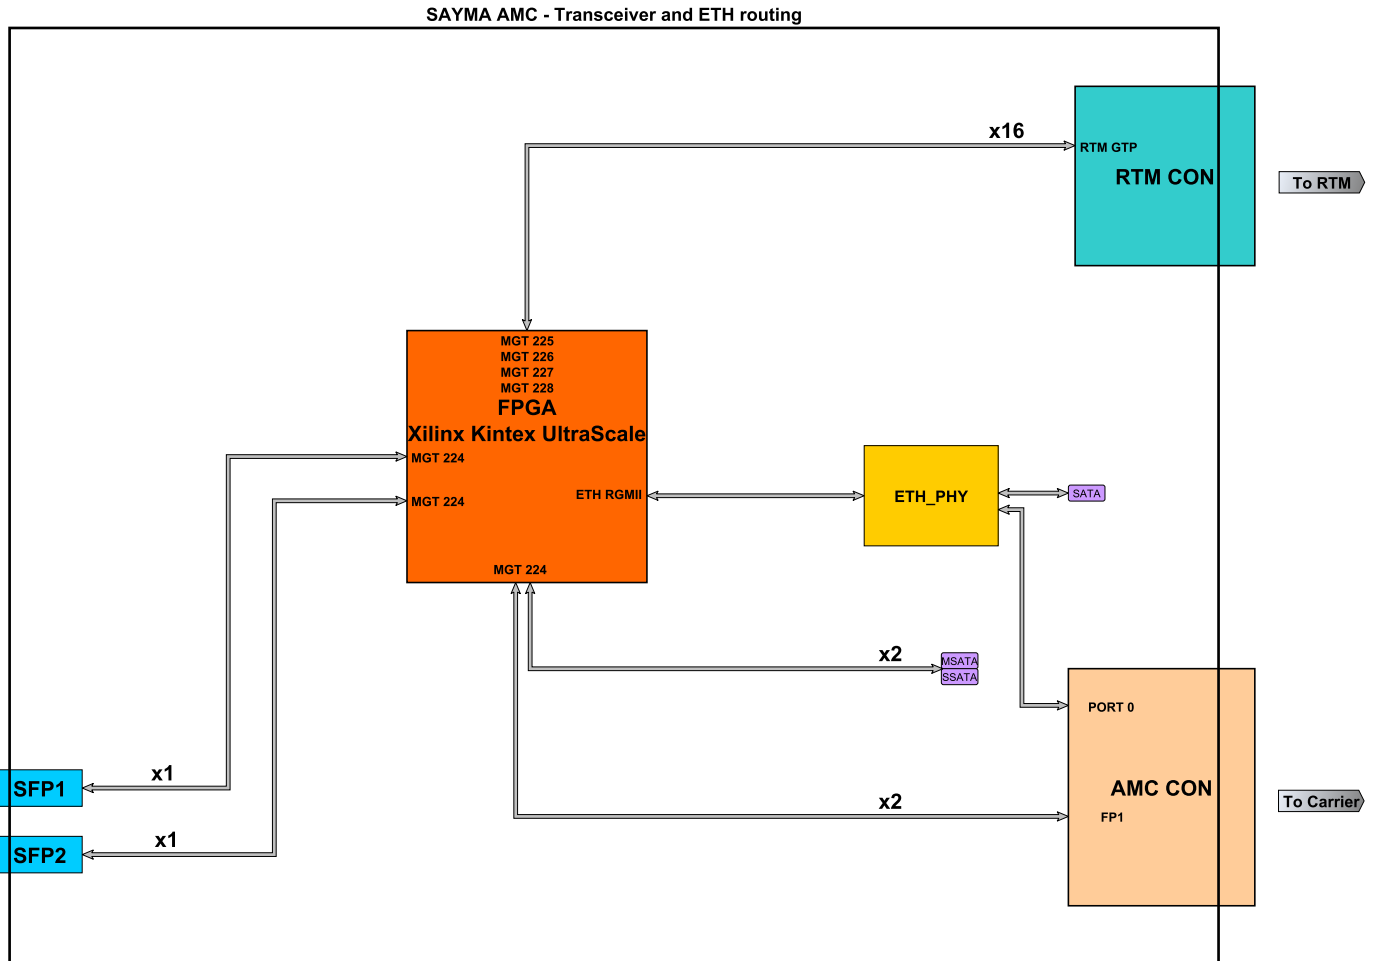 SAYMA AMC - Transceiver and ETH routing
x16
RTM GTP
RTM CON
To RTM
MGT 225
MGT 226
MGT 227
MGT 228
FPGA
Xilinx Kintex UltraScale
MGT 224
MGT 224
ETH RGMII
MGT 224
ETH_PHY
SATA
x2
MSATA
SSATA
PORT 0
AMC CON
FP1
To Carrier
x2
x1
SFP1
x1
SFP2